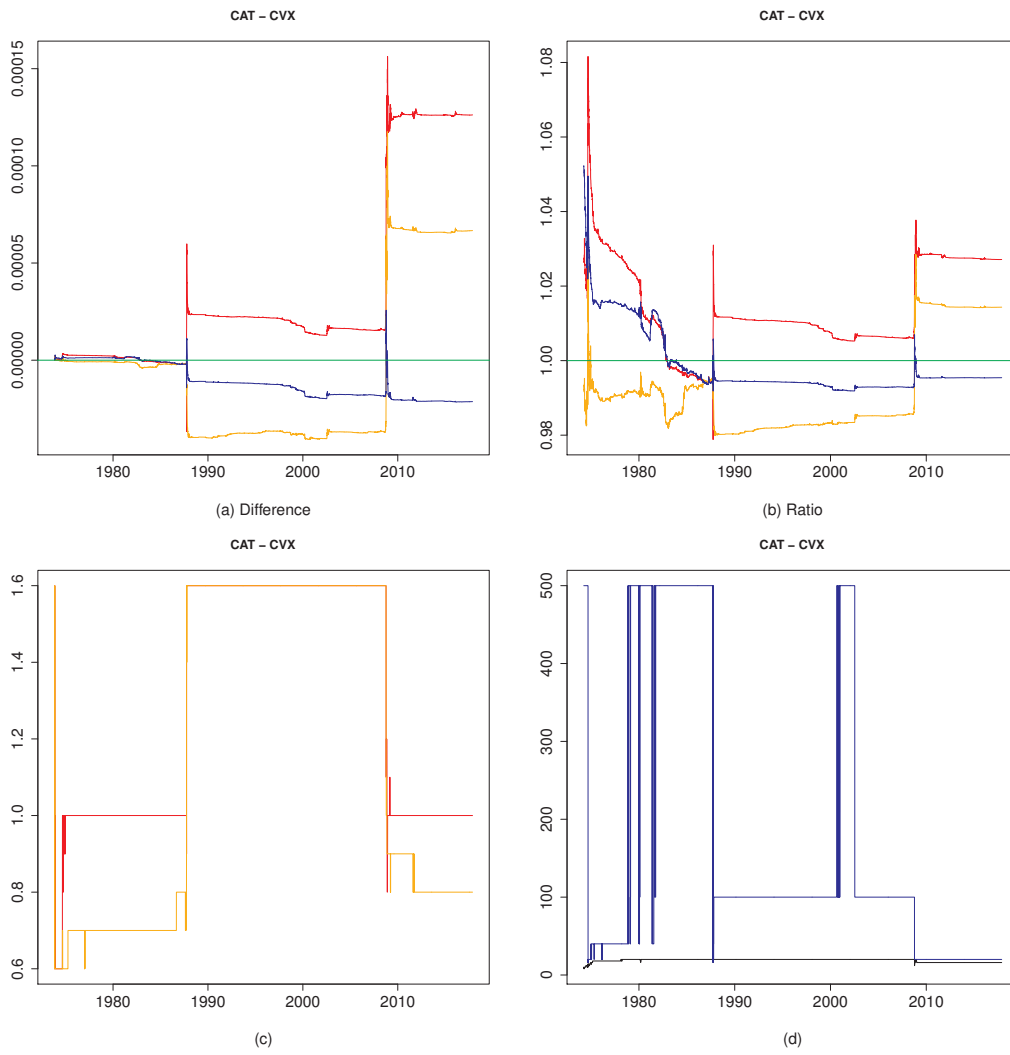 CAT – CVX
0.00015
0.00010
0.00005
0.00000
1980 1990 2000 2010
(a) Difference
CAT – CVX
1.08
1.06
1.04
1.02
1.00
0.98
1980 1990 2000 2010
(b) Ratio
CAT – CVX
1.6
1.4
1.2
1.0
0.8
0.6
1980 1990 2000 2010
(c)
CAT – CVX
500
400
300
200
100
0
1980 1990 2000 2010
(d)